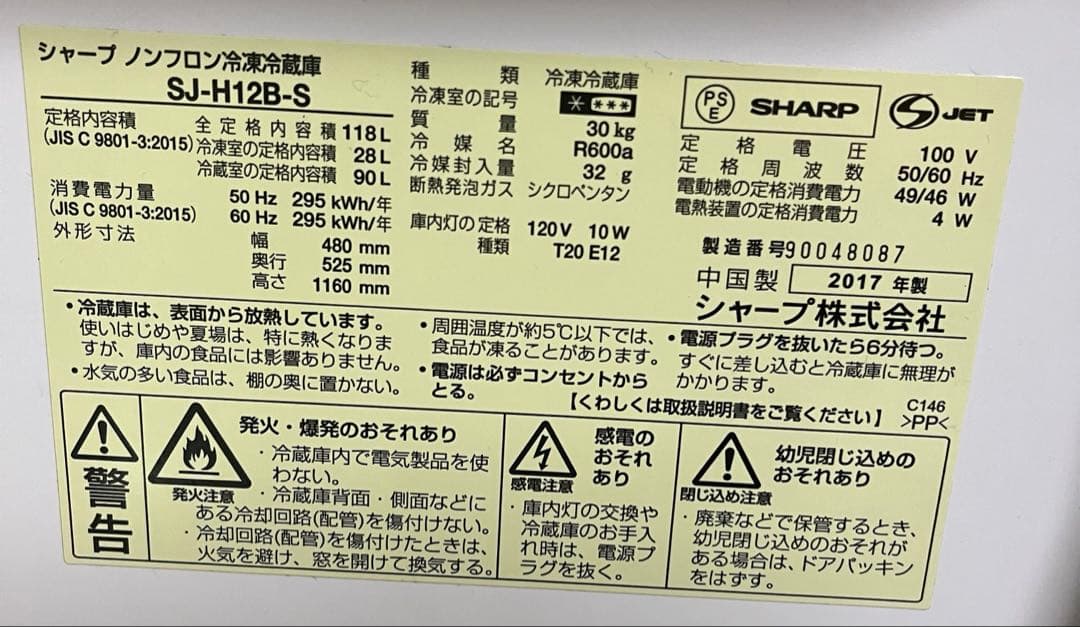 シャープ ノンフロン冷凍冷蔵庫
SJ-H12B-S
定格内容積
(JIS C 9801-3:2015)
全定格内容積 118 L
冷凍室の定格内容積 28 L
冷蔵室の定格内容積 90 L
消費電力量
(JIS C 9801-3:2015)
50 Hz 295 kWh/年
60 Hz 295 kWh/年
外形寸法
幅 480 mm
奥行 525 mm
高さ 1160 mm
種類 冷凍冷蔵庫
冷凍室の記号 * ***
質量 30 kg
冷媒名 R600a
冷媒封入量 32 g
断熱発泡ガス シクロペンタン
庫内灯の定格 120V 10W
種類 T20 E12
PSE SHARP
S JET
定格電圧 100 V
定格周波数 50/60 Hz
電動機の定格消費電力 49/46 W
電熱装置の定格消費電力 4 W
製造番号 90048087
中国製 2017 年製
シャープ株式会社
・冷蔵庫は、表面から放熱しています。
使いはじめや夏場は、特に熱くなりま
すが、庫内の食品には影響ありません。
・水気の多い食品は、棚の奥に置かない。
・周囲温度が約5℃以下では、
食品が凍ることがあります。
・電源は必ずコンセントから
とる。
・電源プラグを抜いたら6分待つ。
すぐに差し込むと冷蔵庫に無理が
かかります。
【くわしくは取扱説明書をご覧ください】
C146
>PP<
警告
発火注意
発火・爆発のおそれあり
・冷蔵庫内で電気製品を使
わない。
・冷蔵庫背面・側面などに
ある冷却回路(配管)を傷付けない。
・冷却回路(配管)を傷付けたときは、
火気を避け、窓を開けて換気する。
感電注意
感電の
おそれ
あり
・庫内灯の交換や
冷蔵庫のお手入
れ時は、電源プ
ラグを抜く。
閉じ込め注意
幼児閉じ込めの
おそれあり
・廃棄などで保管するとき、
幼児閉じ込めのおそれが
ある場合は、ドアパッキン
をはずす。